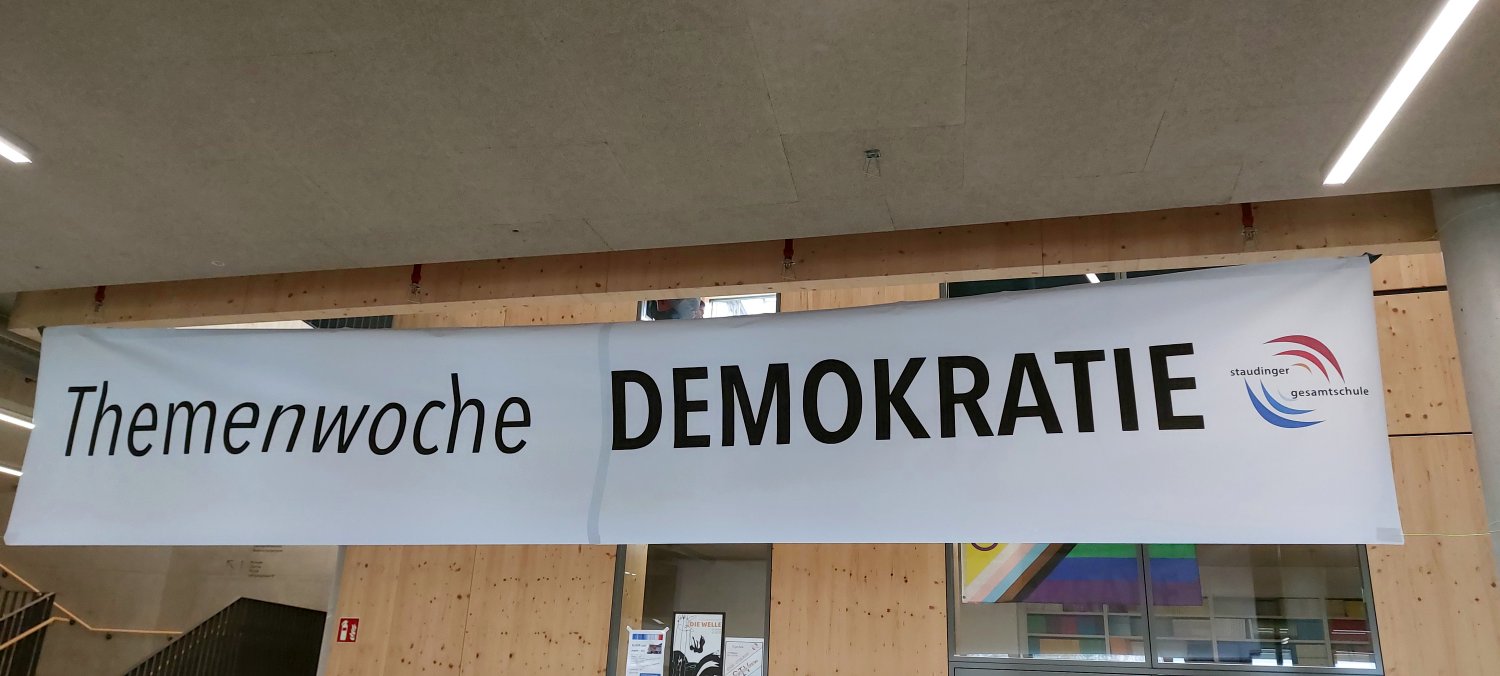 Themenwoche DEMOKRATIE
staudinger
gesamtschule
DIE WELLE